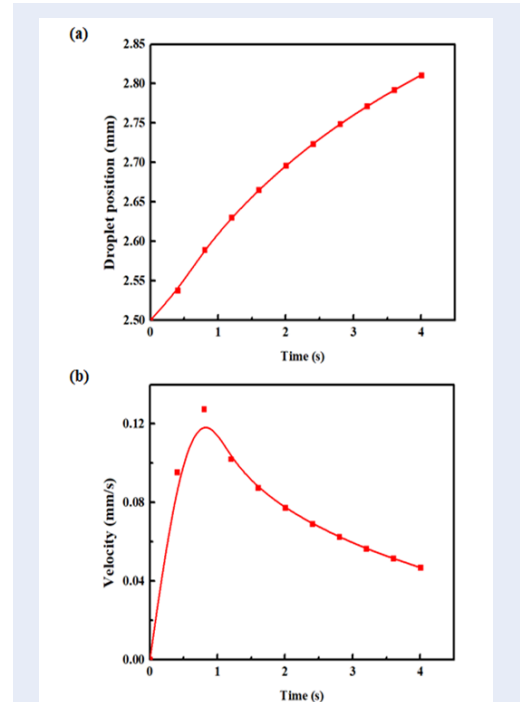 (a)
2.85
2.80
2.75
2.70
2.65
2.60
2.55
2.50
Droplet position (mm)
0 1 2 3 4
Time (s)
(b)
0.12
0.08
0.04
0.00
Velocity (mm/s)
0 1 2 3 4
Time (s)